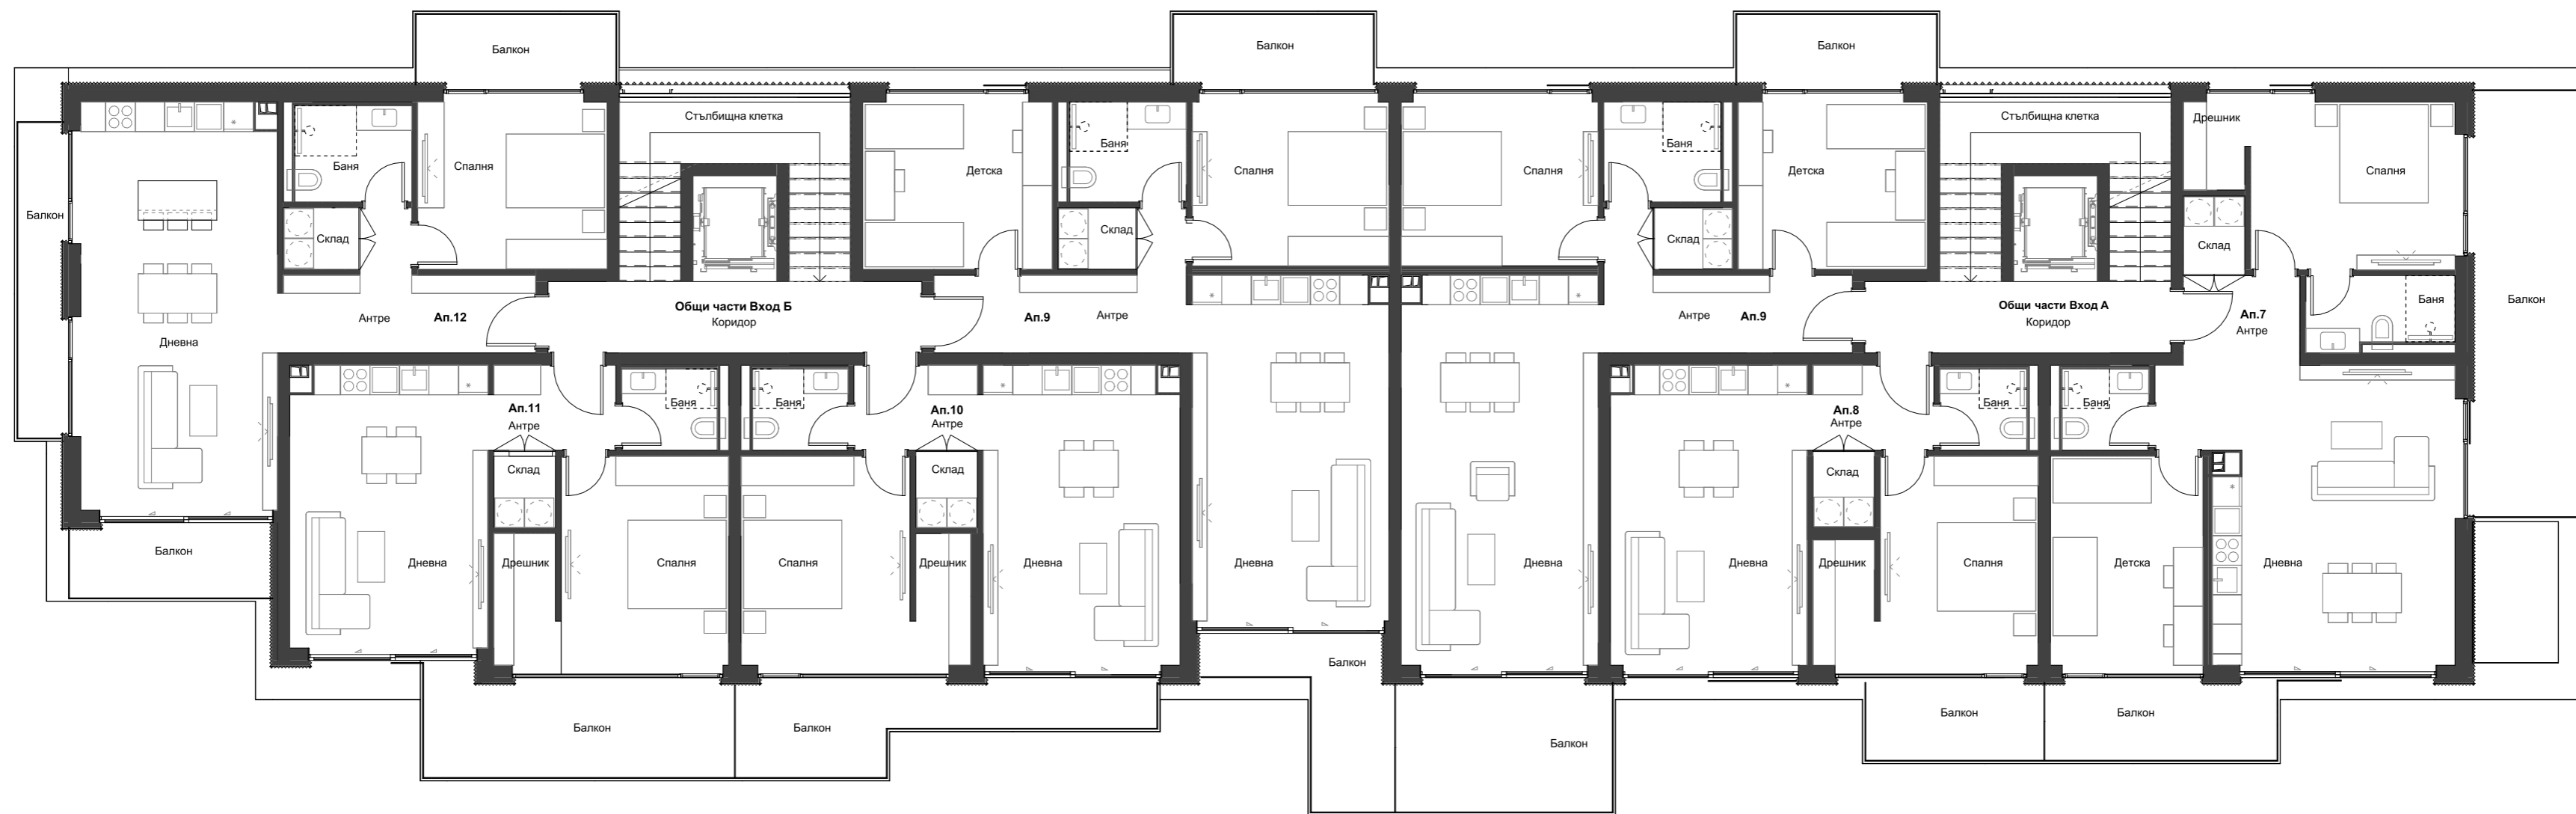 Балкон
Балкон
Балкон
Стълбищна клетка
Стълбищна клетка
Дрешник
Баня
Спалня
Детска
Баня
Спалня
Спалня
Баня
Детска
Спалня
Балкон
Склад
Склад
Склад
Склад
Дневна
Антре
Ап.12
Общи части Вход Б
Коридор
Ап.9
Антре
Антре
Ап.9
Общи части Вход А
Коридор
Ап.7
Антре
Баня
Балкон
Ап.11
Антре
Баня
Баня
Ап.10
Антре
Ап.8
Антре
Баня
Баня
Склад
Склад
Склад
Балкон
Дневна
Дрешник
Спалня
Спалня
Дрешник
Дневна
Дневна
Дневна
Дневна
Дрешник
Спалня
Детска
Дневна
Балкон
Балкон
Балкон
Балкон
Балкон
Балкон